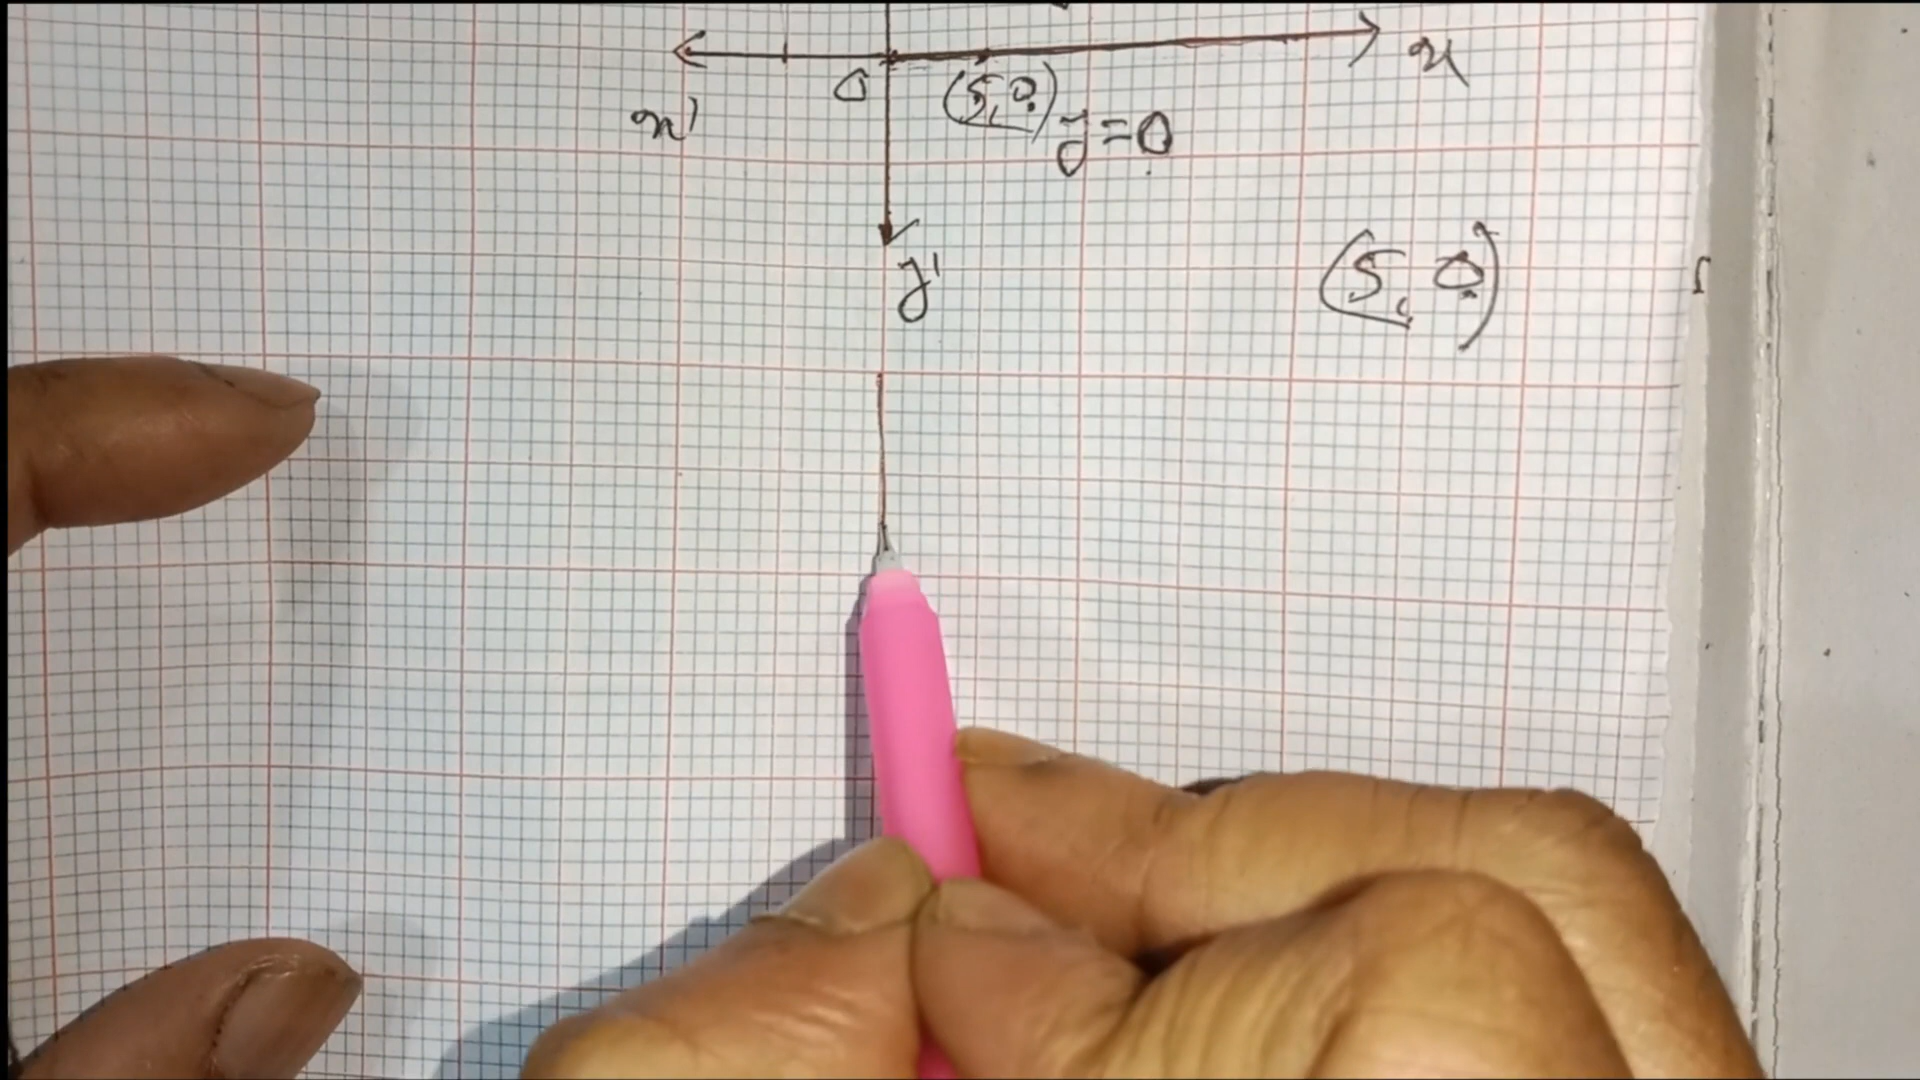 x
O
(5, 0)
x'
y=0
y'
(5, 0)